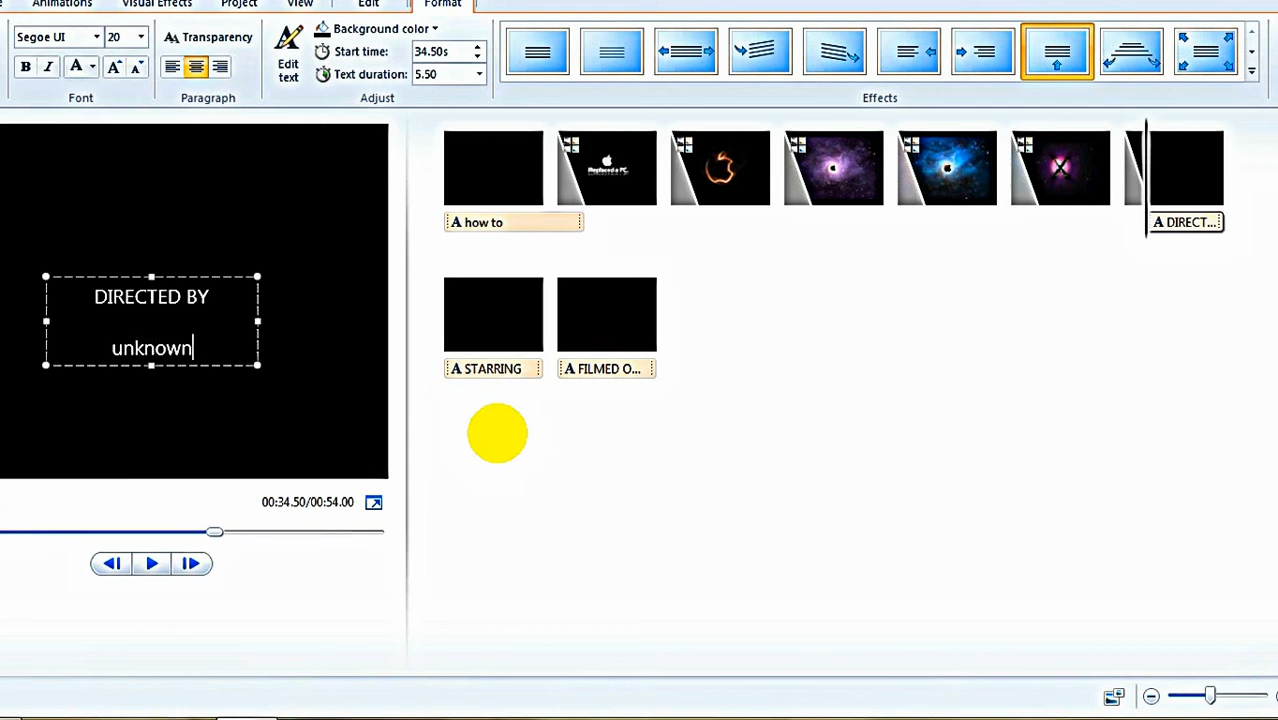 Animations Visual Effects Project View Edit Format
Segoe UI 20 Transparency Background color
Start time: 34.50s
Edit text
Text duration: 5.50
B I A A A
Font Paragraph Adjust Effects
Replaced a PC.
A how to
A DIRECT...
DIRECTED BY
unknown
A STARRING
A FILMED O...
00:34.50/00:54.00